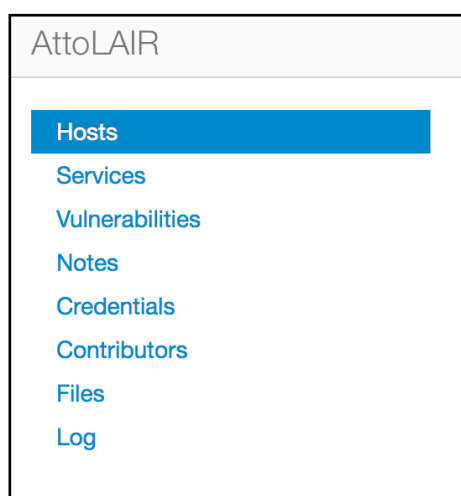 AttoLAIR
Hosts
Services
Vulnerabilities
Notes
Credentials
Contributors
Files
Log